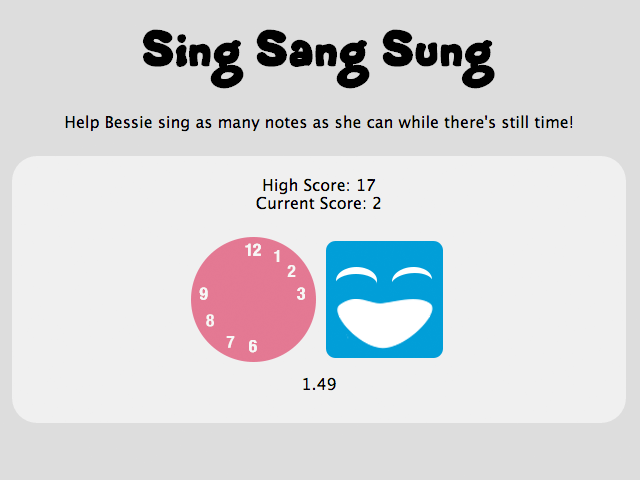 Sing Sang Sung
Help Bessie sing as many notes as she can while there's still time!
High Score: 17
Current Score: 2
12
1
2
9
3
8
7
6
1.49